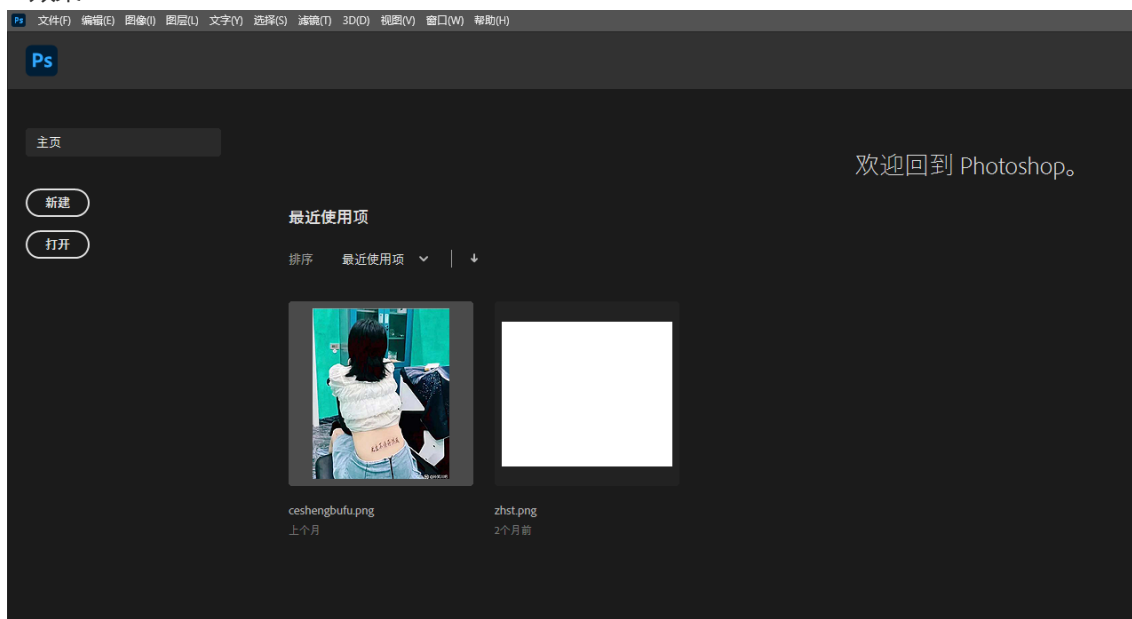 Ps 文件(F) 编辑(E) 图像(I) 图层(L) 文字(Y) 选择(S) 滤镜(T) 3D(D) 视图(V) 窗口(W) 帮助(H)
Ps
主页
欢迎回到 Photoshop。
新建
打开
最近使用项
排序 最近使用项
ceshengbufu.png
zhst.png
上个月
2个月前